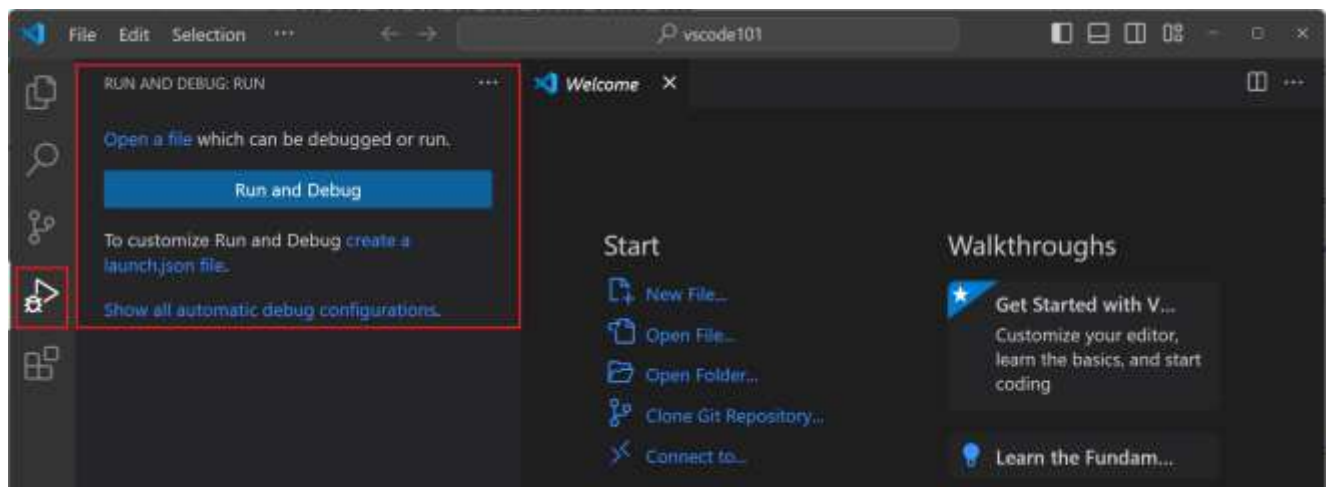 File Edit Selection ··· vscode101
RUN AND DEBUG: RUN ···
Welcome
Open a file which can be debugged or run.
Run and Debug
To customize Run and Debug create a
launch.json file.
Show all automatic debug configurations.
Start
New File...
Open File...
Open Folder...
Clone Git Repository...
Connect to...
Walkthroughs
Get Started with V...
Customize your editor,
learn the basics, and start
coding
Learn the Fundam...